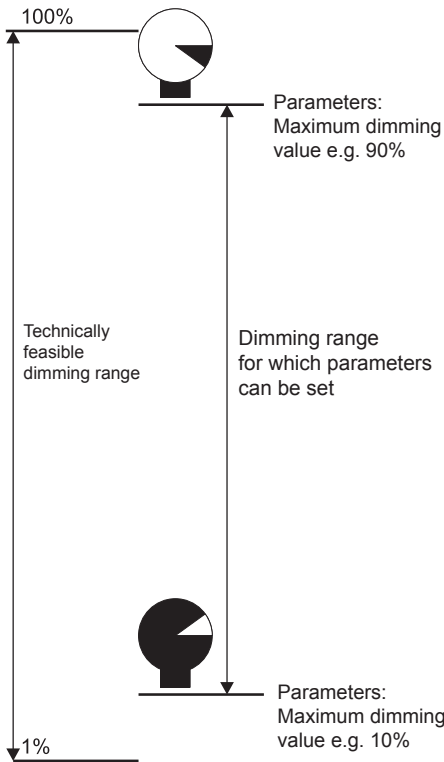 100%
Parameters:
Maximum dimming
value e.g. 90%
Technically
feasible
dimming range
Dimming range
for which parameters
can be set
Parameters:
Maximum dimming
value e.g. 10%
1%